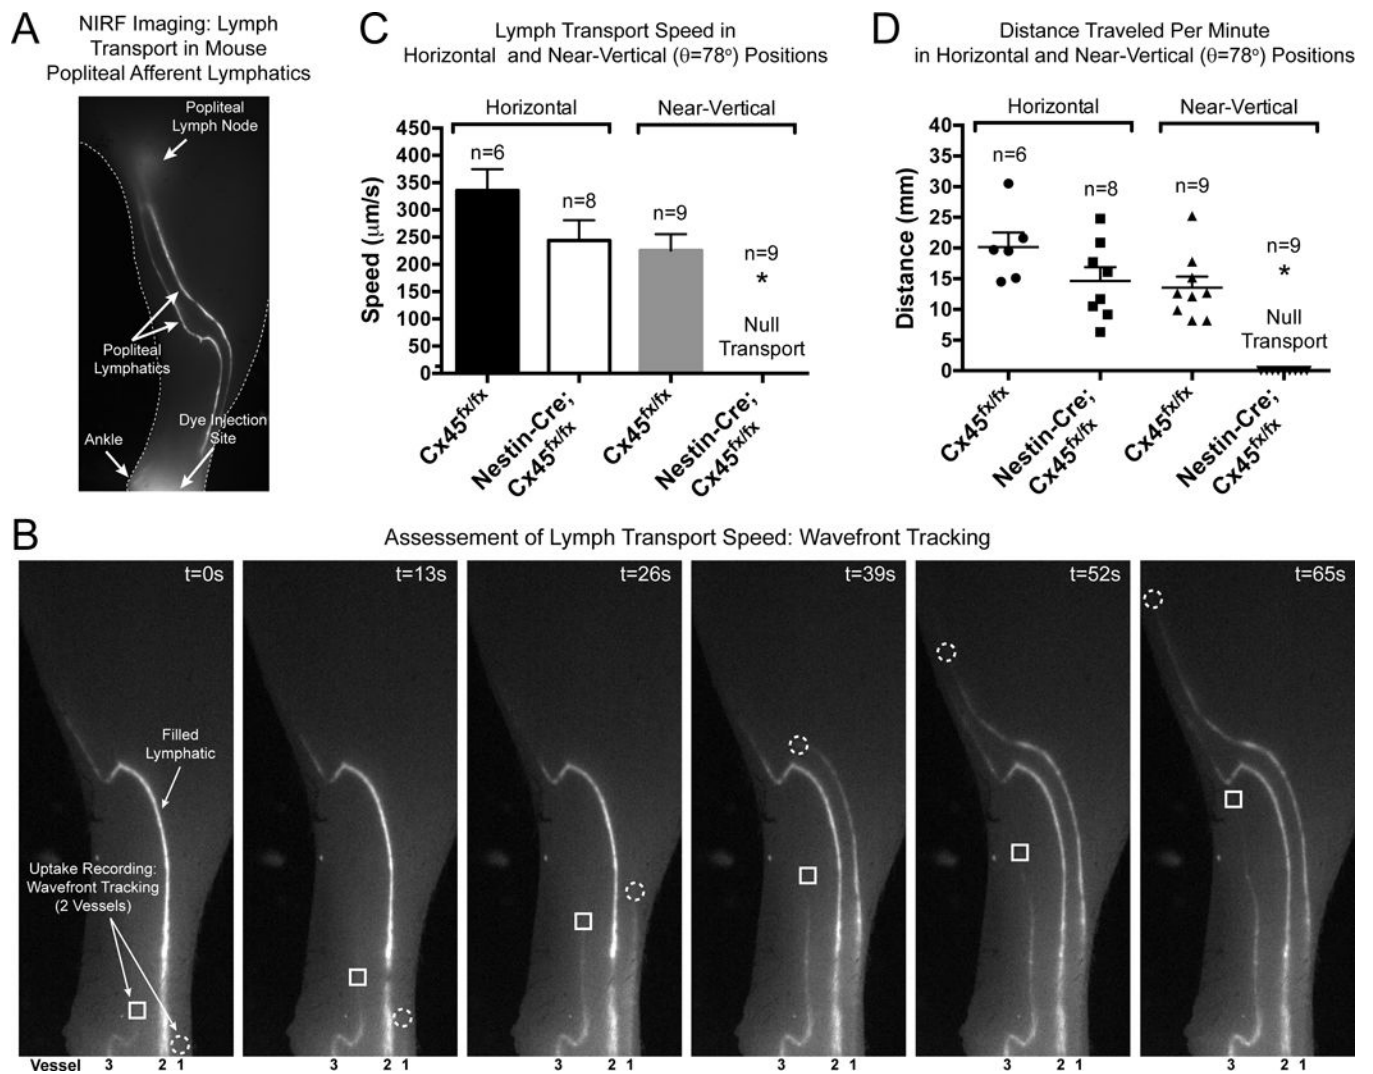 A
NIRF Imaging: Lymph
Transport in Mouse
Popliteal Afferent Lymphatics
Popliteal
Lymph Node
Popliteal
Lymphatics
Dye Injection
Site
Ankle
C
Lymph Transport Speed in
Horizontal and Near-Vertical (θ=78°) Positions
Horizontal
Near-Vertical
Speed (µm/s)
450
400
350
300
250
200
150
100
50
0
n=6
n=8
n=9
n=9
*
Null
Transport
Cx45fx/fx
Nestin-Cre;
Cx45fx/fx
Cx45fx/fx
Nestin-Cre;
Cx45fx/fx
D
Distance Traveled Per Minute
in Horizontal and Near-Vertical (θ=78°) Positions
Horizontal
Near-Vertical
Distance (mm)
40
35
30
25
20
15
10
5
0
n=6
n=8
n=9
n=9
*
Null
Transport
Cx45fx/fx
Nestin-Cre;
Cx45fx/fx
Cx45fx/fx
Nestin-Cre;
Cx45fx/fx
B
Assessement of Lymph Transport Speed: Wavefront Tracking
t=0s
t=13s
t=26s
t=39s
t=52s
t=65s
Filled
Lymphatic
Uptake Recording:
Wavefront Tracking
(2 Vessels)
Vessel 3 2 1
3 2 1
3 2 1
3 2 1
3 2 1
3 2 1